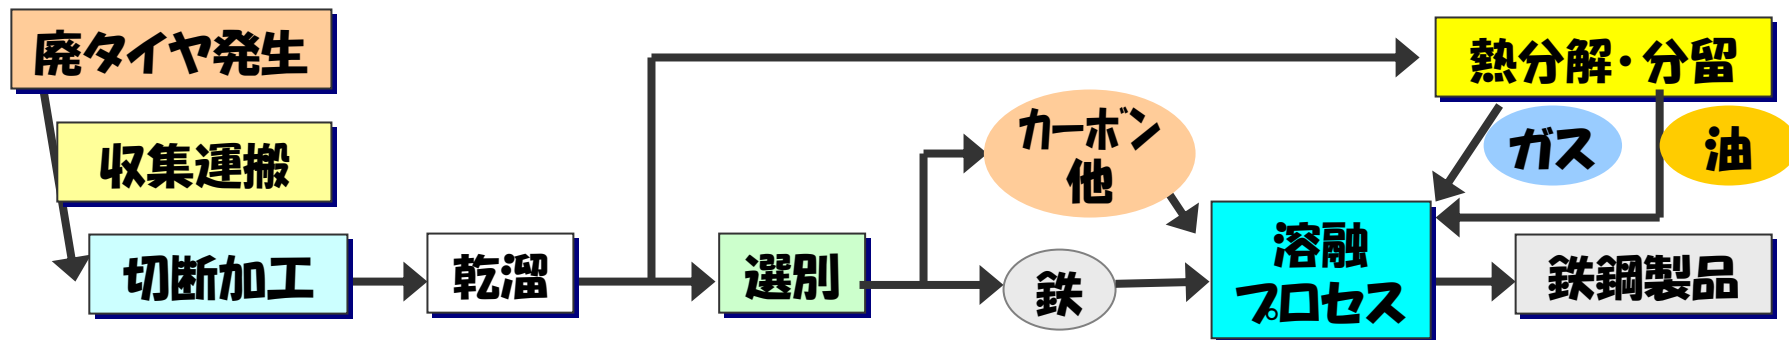 廃タイヤ発生
収集運搬
切断加工
乾溜
選別
カーボン
他
鉄
溶融
プロセス
熱分解・分留
ガス
油
鉄鋼製品